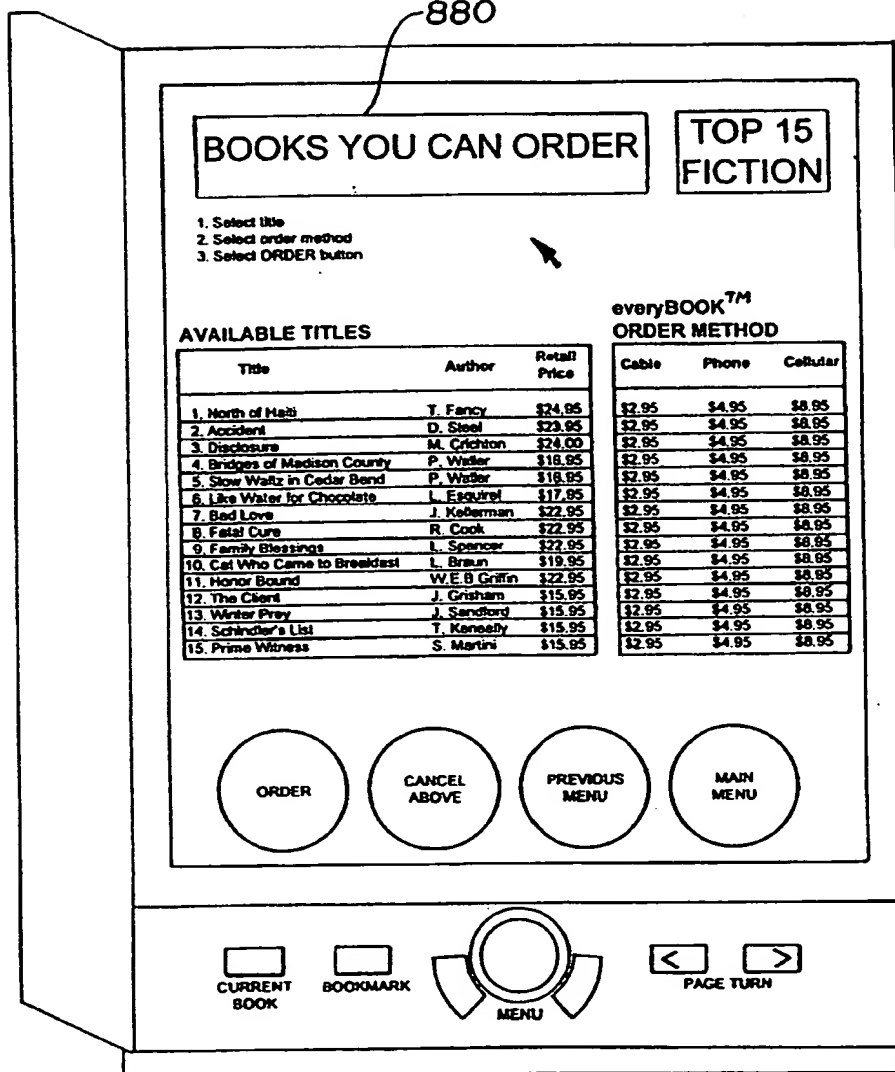 880
BOOKS YOU CAN ORDER
TOP 15
FICTION
1. Select title
2. Select order method
3. Select ORDER button
everyBOOK™
AVAILABLE TITLES ORDER METHOD
Title Author Retail Price Cable Phone Cellular
1. North of Haiti T. Fancy $24.95 $2.95 $4.95 $8.95
2. Accident D. Steel $23.95 $2.95 $4.95 $8.95
3. Disclosure M. Crichton $24.00 $2.95 $4.95 $8.95
4. Bridges of Madison County P. Waller $16.95 $2.95 $4.95 $8.95
5. Slow Waltz in Cedar Bend P. Waller $16.95 $2.95 $4.95 $8.95
6. Like Water for Chocolate L. Esquirel $17.95 $2.95 $4.95 $8.95
7. Bad Love J. Kellerman $22.95 $2.95 $4.95 $8.95
8. Fatal Cure R. Cook $22.95 $2.95 $4.95 $8.95
9. Family Blessings L. Spencer $22.95 $2.95 $4.95 $8.95
10. Cat Who Came to Breakfast L. Braun $19.95 $2.95 $4.95 $8.95
11. Honor Bound W.E.B Griffin $22.95 $2.95 $4.95 $8.95
12. The Client J. Grisham $15.95 $2.95 $4.95 $8.95
13. Winter Prey J. Sandford $15.95 $2.95 $4.95 $8.95
14. Schindler's List T. Keneally $15.95 $2.95 $4.95 $8.95
15. Prime Witness S. Martini $15.95 $2.95 $4.95 $8.95
ORDER
CANCEL
ABOVE
PREVIOUS
MENU
MAIN
MENU
< >
CURRENT
BOOK
BOOKMARK
MENU
PAGE TURN